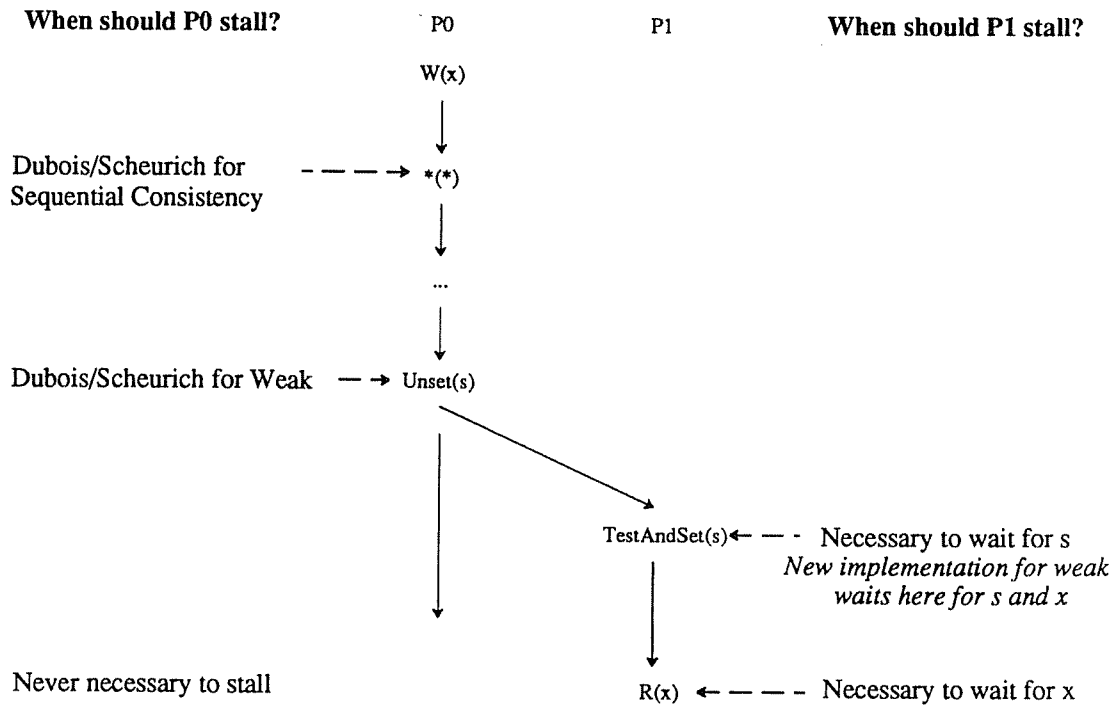 When should P0 stall? P0 P1 When should P1 stall?
W(x)
Dubois/Scheurich for
Sequential Consistency
*(*)
...
Dubois/Scheurich for Weak Unset(s)
TestAndSet(s) Necessary to wait for s
New implementation for weak
waits here for s and x
Never necessary to stall R(x) Necessary to wait for x